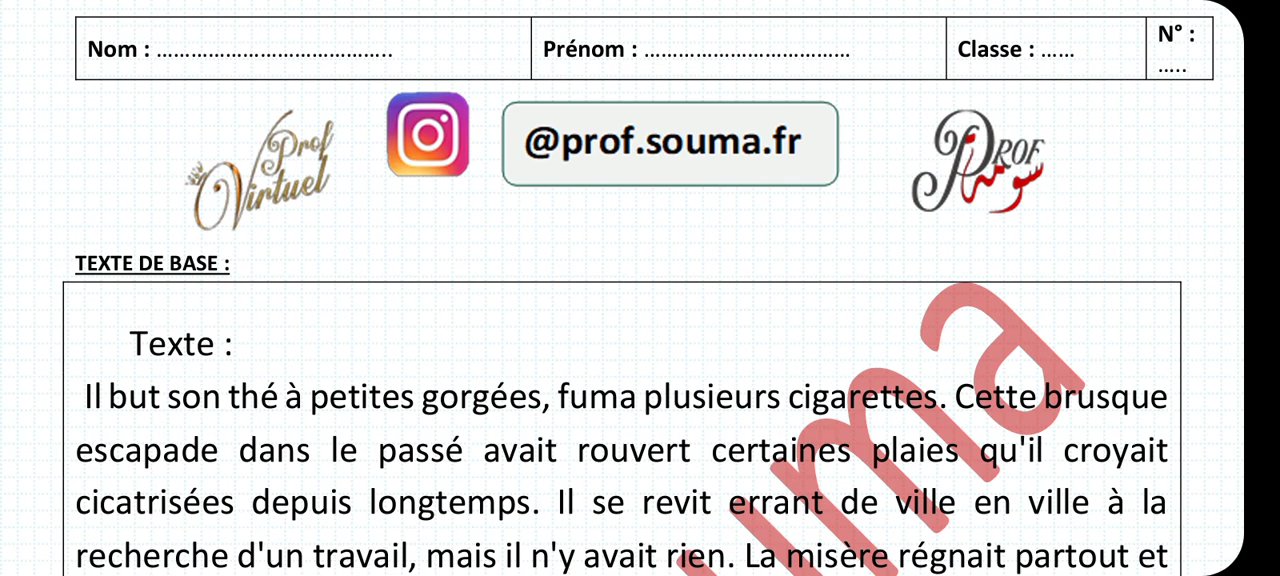 Nom : ........................................ Prénom : .................................... Classe : ...... N° : .....
Prof Virtuel
@prof.souma.fr
Prof سومة
TEXTE DE BASE :
Texte :
Il but son thé à petites gorgées, fuma plusieurs cigarettes. Cette brusque
escapade dans le passé avait rouvert certaines plaies qu'il croyait
cicatrisées depuis longtemps. Il se revit errant de ville en ville à la
recherche d'un travail, mais il n'y avait rien. La misère régnait partout et